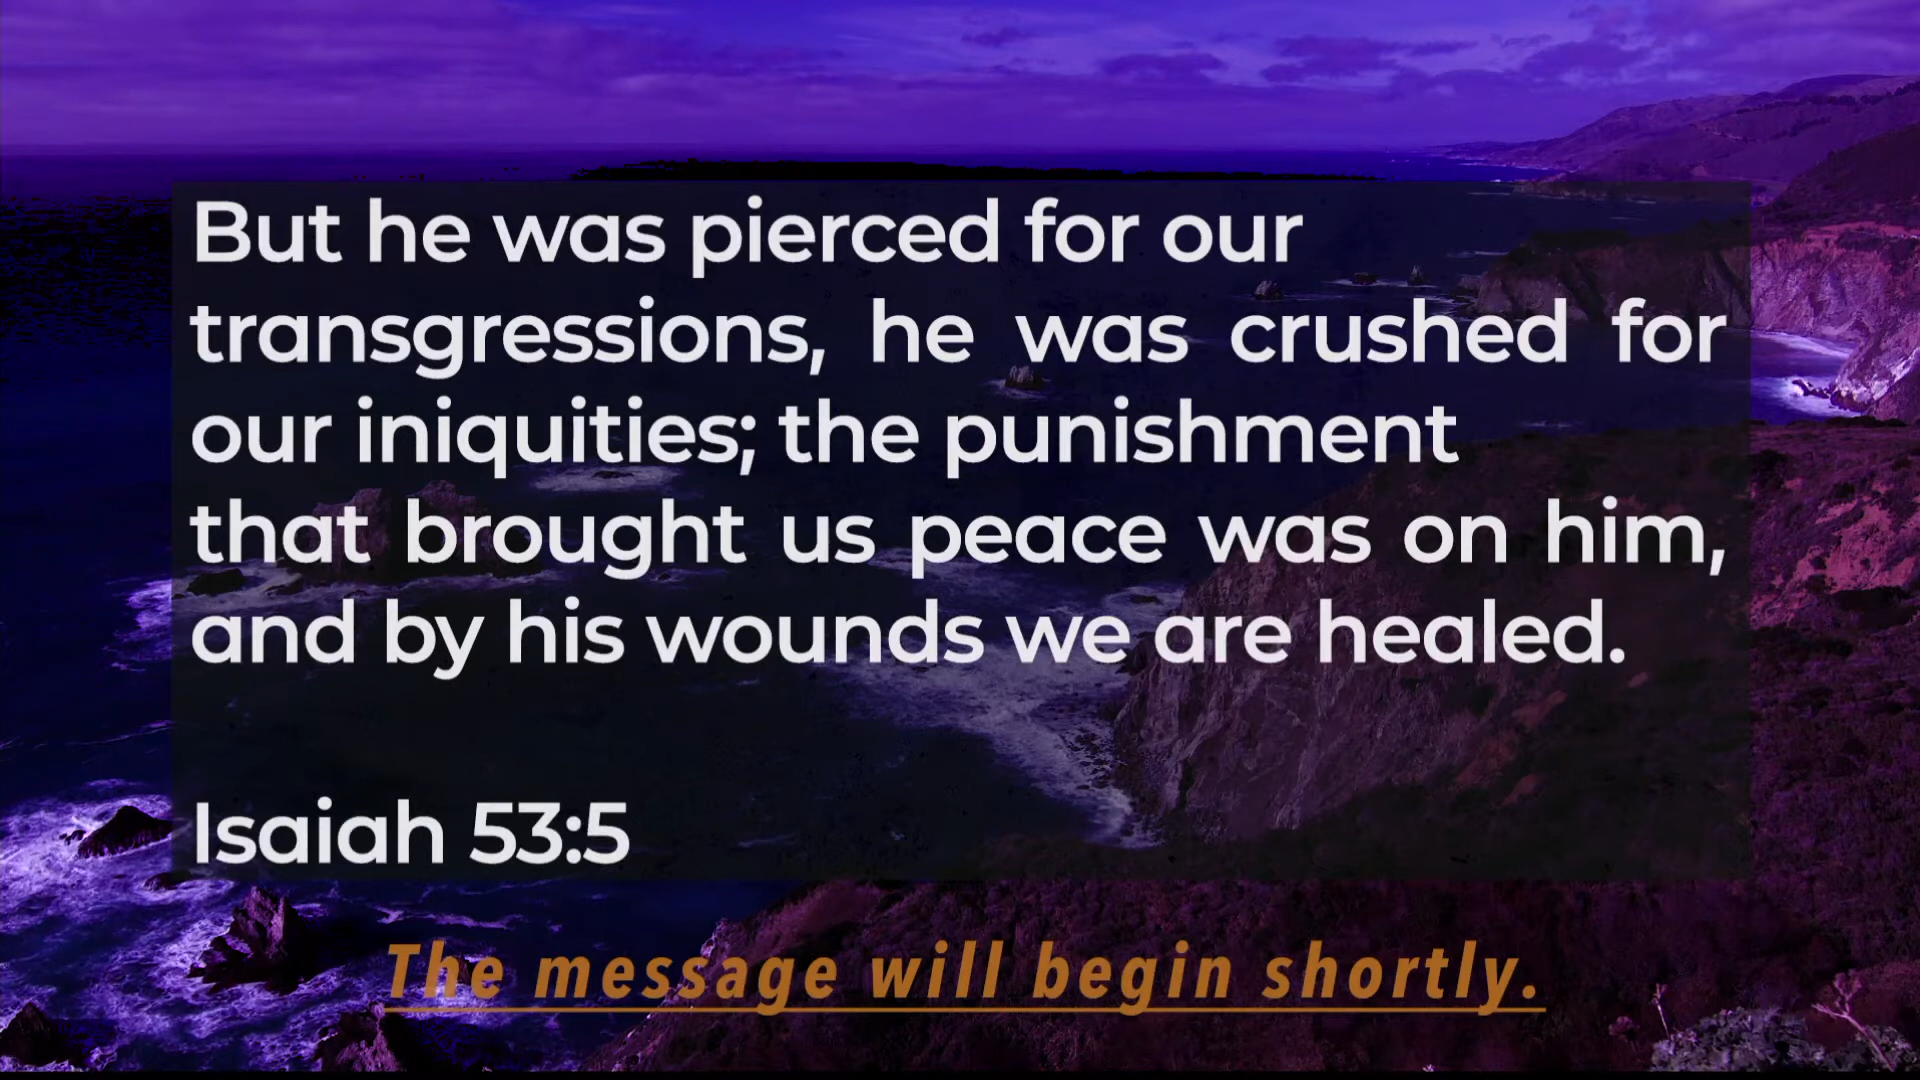 But he was pierced for our
transgressions, he was crushed for
our iniquities; the punishment
that brought us peace was on him,
and by his wounds we are healed.
Isaiah 53:5
The message will begin shortly.